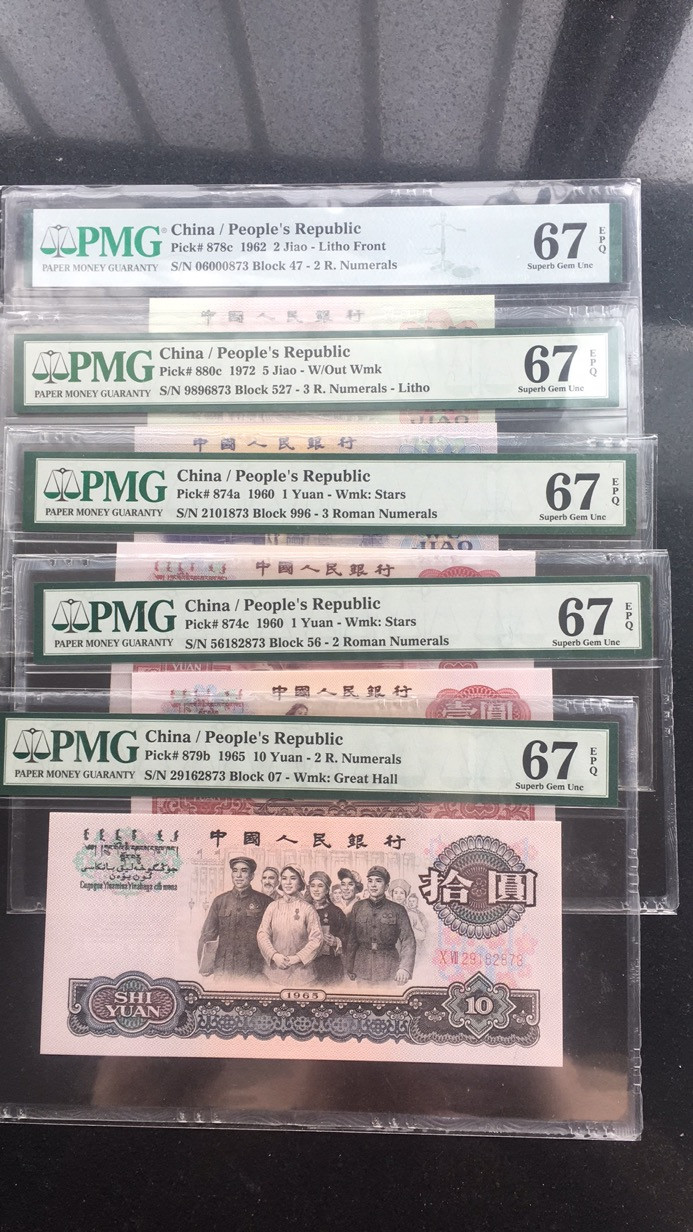 PMG
PAPER MONEY GUARANTY
China / People's Republic
Pick# 878c 1962 2 Jiao - Litho Front
S/N 06000873 Block 47 - 2 R. Numerals
67 EPQ
Superb Gem Unc
中國人民銀行
PMG
PAPER MONEY GUARANTY
China / People's Republic
Pick# 880c 1972 5 Jiao - W/Out Wmk
S/N 9896873 Block 527 - 3 R. Numerals - Litho
67 EPQ
Superb Gem Unc
JIAO
中國人民銀行
PMG
PAPER MONEY GUARANTY
China / People's Republic
Pick# 874a 1960 1 Yuan - Wmk: Stars
S/N 2101873 Block 996 - 3 Roman Numerals
67 EPQ
Superb Gem Unc
JIAO
中國人民銀行
PMG
PAPER MONEY GUARANTY
China / People's Republic
Pick# 874c 1960 1 Yuan - Wmk: Stars
S/N 56182873 Block 56 - 2 Roman Numerals
67 EPQ
Superb Gem Unc
YUAN
中國人民銀行
壹圓
PMG
PAPER MONEY GUARANTY
China / People's Republic
Pick# 879b 1965 10 Yuan - 2 R. Numerals
S/N 29162873 Block 07 - Wmk: Great Hall
67 EPQ
Superb Gem Unc
中國人民銀行
拾圓
29162873
1965
SHI
YUAN
10